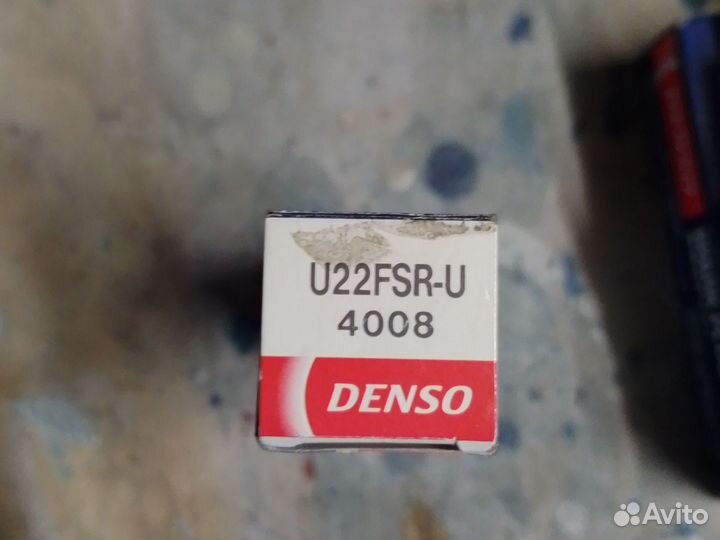 U22FSR-U
4008
DENSO
Avito